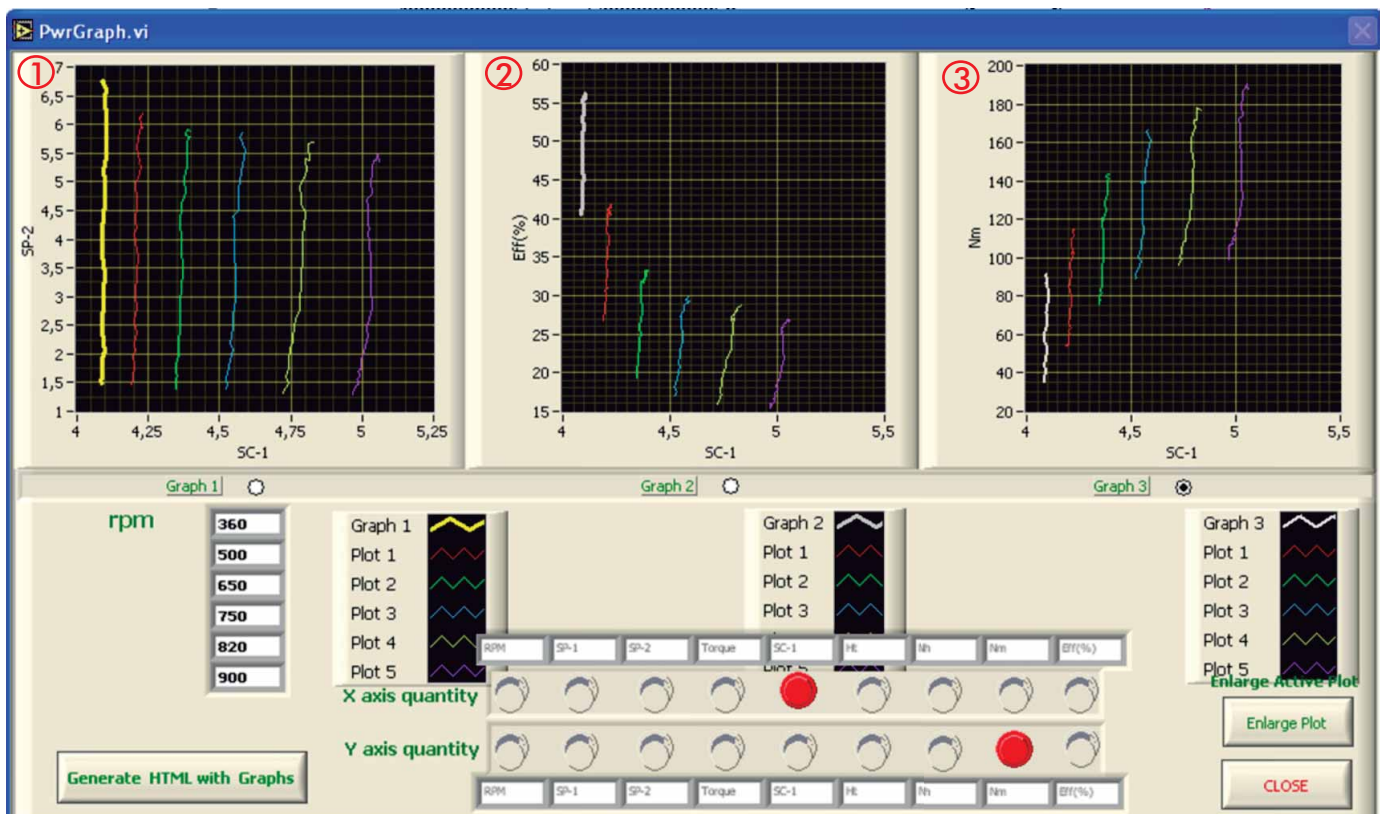 PwrGraph.vi
①
7
6,5
6
5,5
5
4,5
4
3,5
3
2,5
2
1,5
1
SP-2
4 4,25 4,5 4,75 5 5,25
SC-1
②
60
55
50
45
40
35
30
25
20
15
Eff(%)
4 5 5,5
SC-1
③
200
180
160
140
120
100
80
60
40
20
Nm
4 4,5 5 5,5
SC-1
Graph 1 Graph 2 Graph 3
rpm
360
500
650
750
820
900
Graph 1
Plot 1
Plot 2
Plot 3
Plot 4
Plot 5
Graph 2
Plot 1
Plot 2
Plot 3
Plot 5
Graph 3
Plot 1
Plot 2
Plot 3
Plot 4
Plot 5
RPM SP-1 SP-2 Torque SC-1 Ht Nh Nm Eff(%)
X axis quantity
Y axis quantity
RPM SP-1 SP-2 Torque SC-1 Ht Nh Nm Eff(%)
Enlarge Active Plot
Enlarge Plot
Generate HTML with Graphs
CLOSE